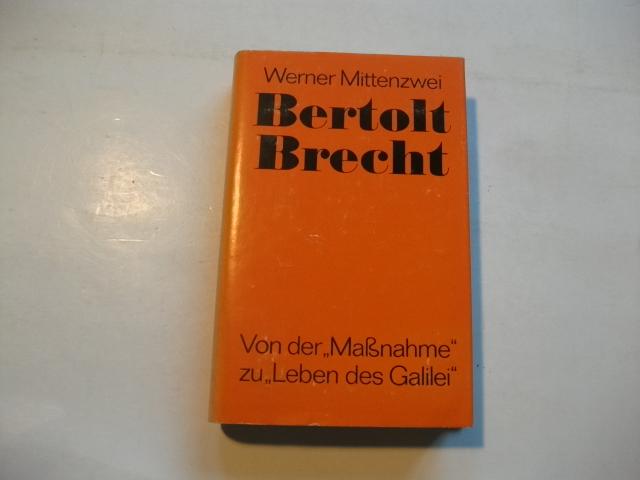 Werner Mittenzwei
Bertolt
Brecht
Von der „Maßnahme“
zu „Leben des Galilei“